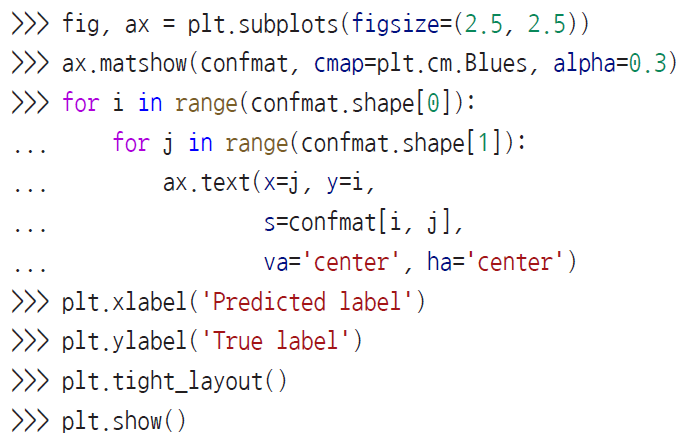 >>> fig, ax = plt.subplots(figsize=(2.5, 2.5))
>>> ax.matshow(confmat, cmap=plt.cm.Blues, alpha=0.3)
>>> for i in range(confmat.shape[0]):
...     for j in range(confmat.shape[1]):
...         ax.text(x=j, y=i,
...                 s=confmat[i, j],
...                 va='center', ha='center')
>>> plt.xlabel('Predicted label')
>>> plt.ylabel('True label')
>>> plt.tight_layout()
>>> plt.show()